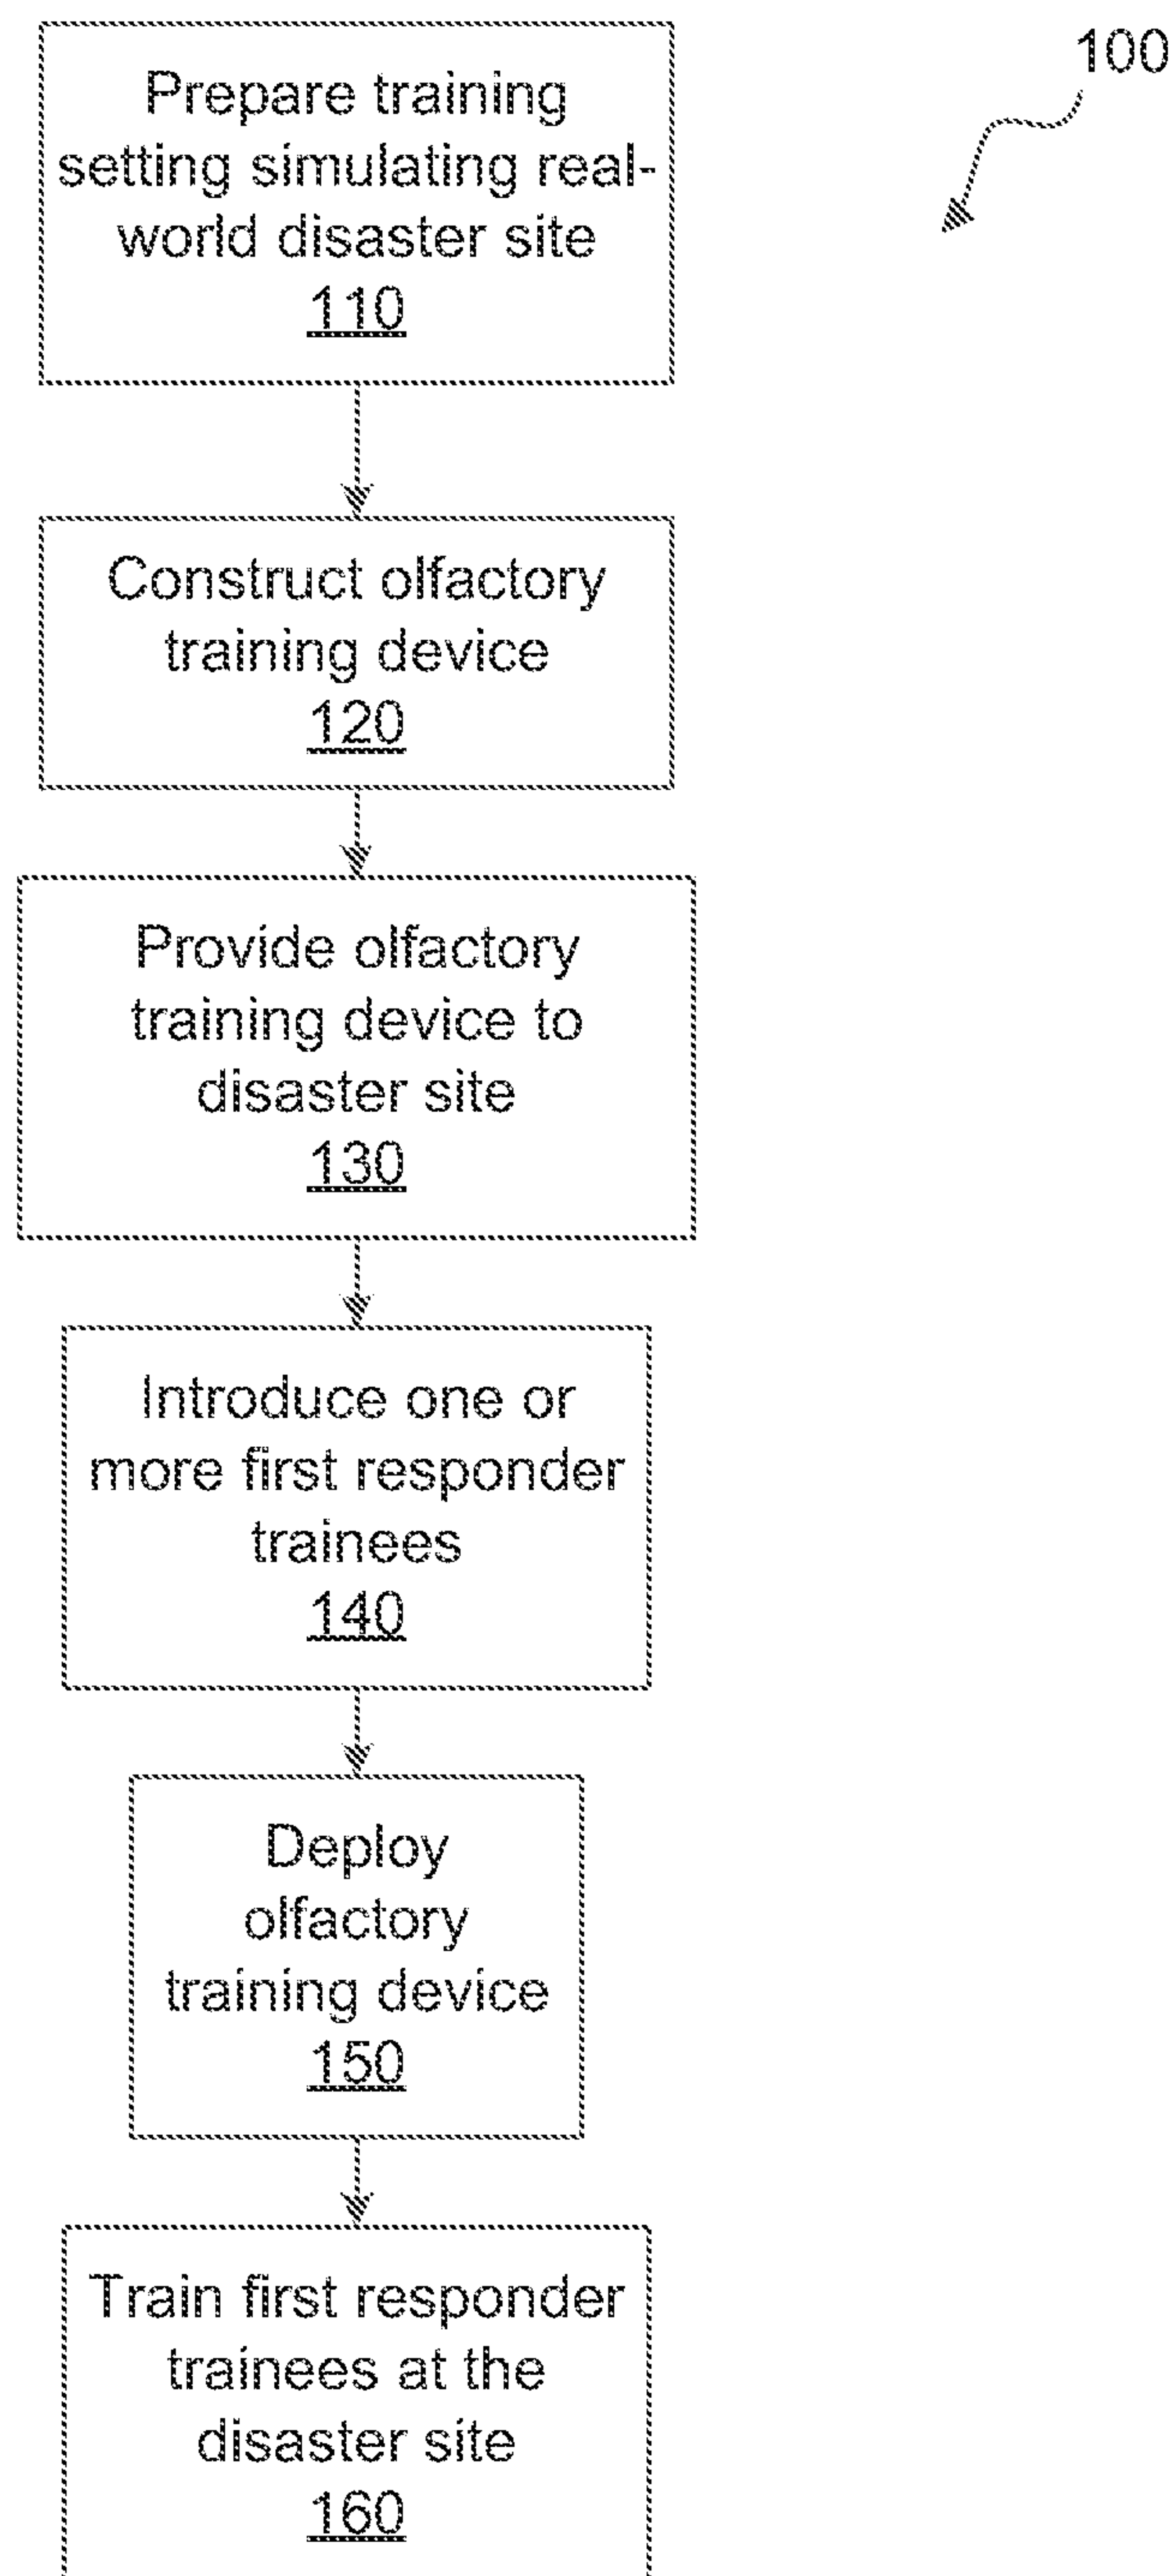 100
Prepare training
setting simulating real-
world disaster site
110
Construct olfactory
training device
120
Provide olfactory
training device to
disaster site
130
Introduce one or
more first responder
trainees
140
Deploy
olfactory
training device
150
Train first responder
trainees at the
disaster site
160